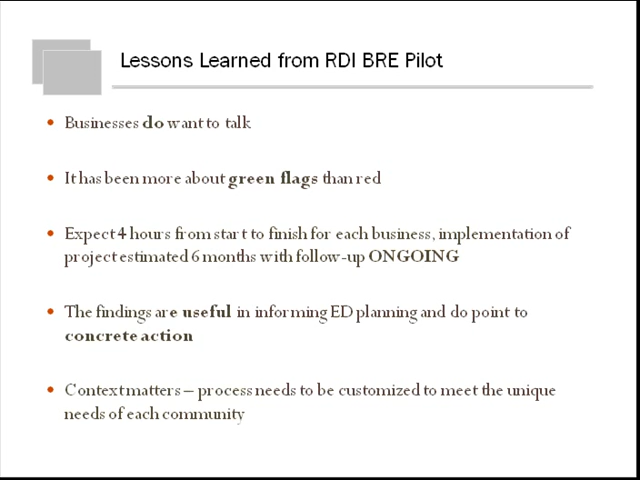 Lessons Learned from RDI BRE Pilot
Businesses do want to talk
It has been more about green flags than red
Expect 4 hours from start to finish for each business, implementation of
project estimated 6 months with follow-up ONGOING
The findings are useful in informing ED planning and do point to
concrete action
Context matters – process needs to be customized to meet the unique
needs of each community